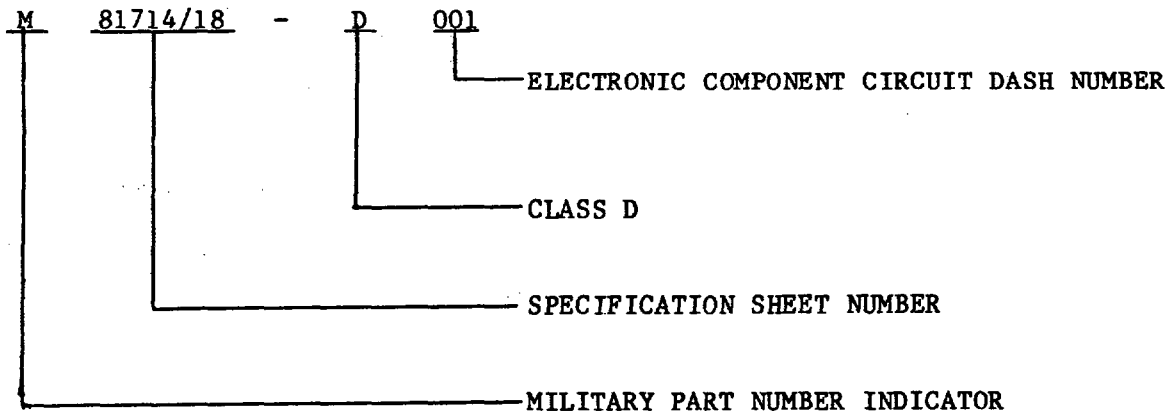 M 81714/18 - D 001
ELECTRONIC COMPONENT CIRCUIT DASH NUMBER
CLASS D
SPECIFICATION SHEET NUMBER
MILITARY PART NUMBER INDICATOR